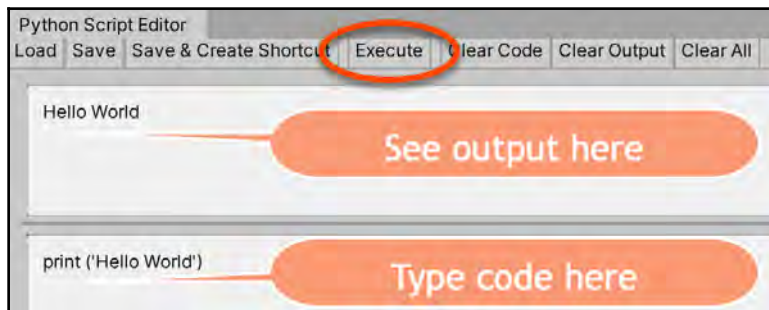 Python Script Editor
Load Save Save & Create Shortcut Execute Clear Code Clear Output Clear All
Hello World
See output here
print ('Hello World')
Type code here